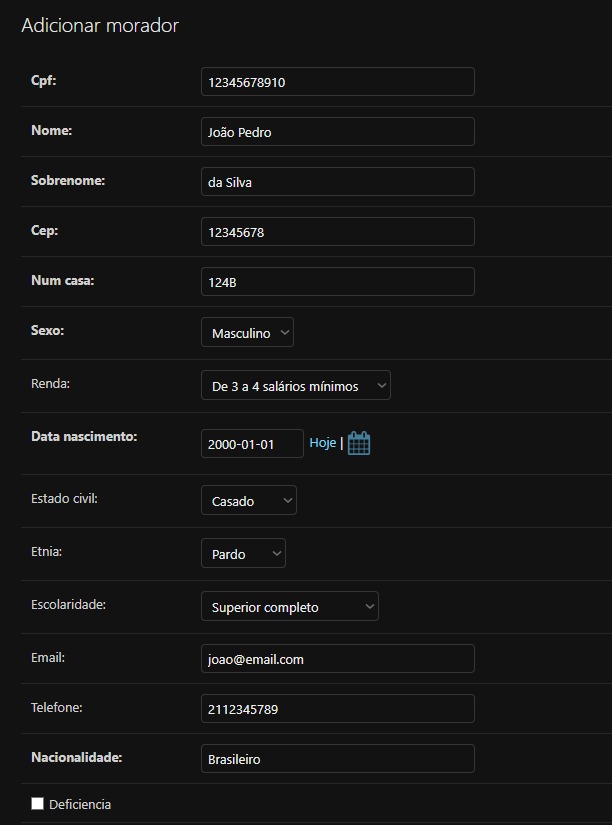 Adicionar morador
Cpf: 12345678910
Nome: João Pedro
Sobrenome: da Silva
Cep: 12345678
Num casa: 124B
Sexo: Masculino
Renda: De 3 a 4 salários mínimos
Data nascimento: 2000-01-01 Hoje |
Estado civil: Casado
Etnia: Pardo
Escolaridade: Superior completo
Email: joao@email.com
Telefone: 2112345789
Nacionalidade: Brasileiro
Deficiencia